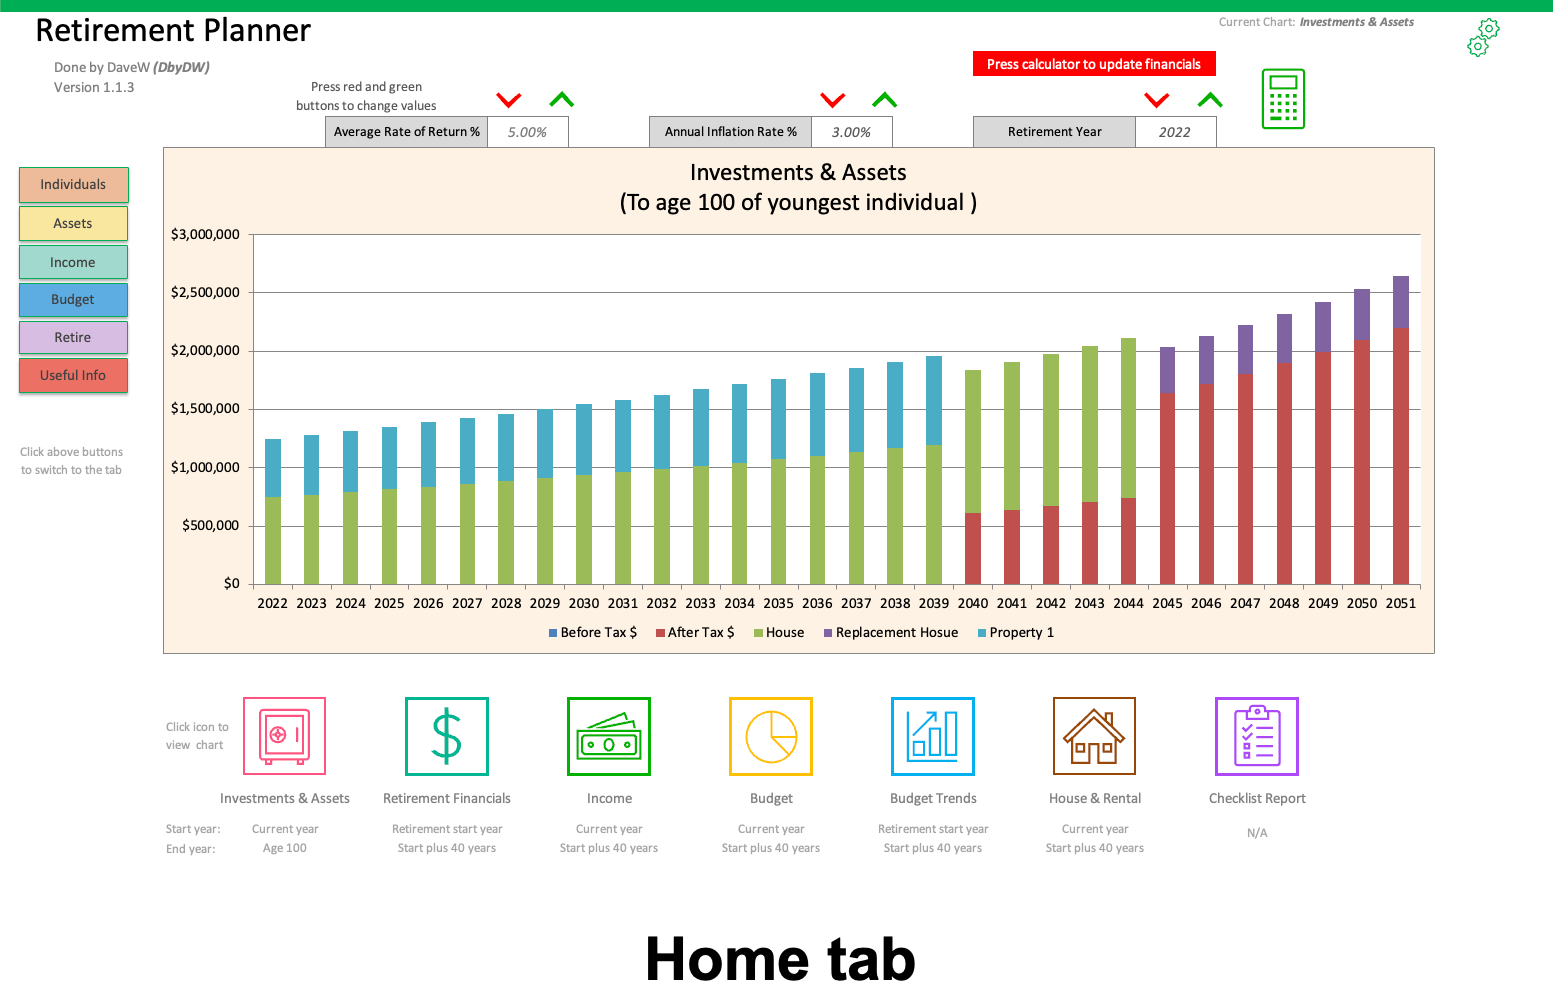 Retirement Planner
Current Chart: Investments & Assets
Done by DaveW (DbyDW)
Version 1.1.3
Press calculator to update financials
Press red and green
buttons to change values
Average Rate of Return % 5.00%
Annual Inflation Rate % 3.00%
Retirement Year 2022
Individuals
Assets
Income
Budget
Retire
Useful Info
Click above buttons
to switch to the tab
Investments & Assets
(To age 100 of youngest individual )
$3,000,000
$2,500,000
$2,000,000
$1,500,000
$1,000,000
$500,000
$0
2022 2023 2024 2025 2026 2027 2028 2029 2030 2031 2032 2033 2034 2035 2036 2037 2038 2039 2040 2041 2042 2043 2044 2045 2046 2047 2048 2049 2050 2051
Before Tax $ After Tax $ House Replacement Hosue Property 1
Click icon to
view chart
Investments & Assets Retirement Financials Income Budget Budget Trends House & Rental Checklist Report
Start year: Current year Retirement start year Current year Current year Retirement start year Current year N/A
End year: Age 100 Start plus 40 years Start plus 40 years Start plus 40 years Start plus 40 years Start plus 40 years
Home tab